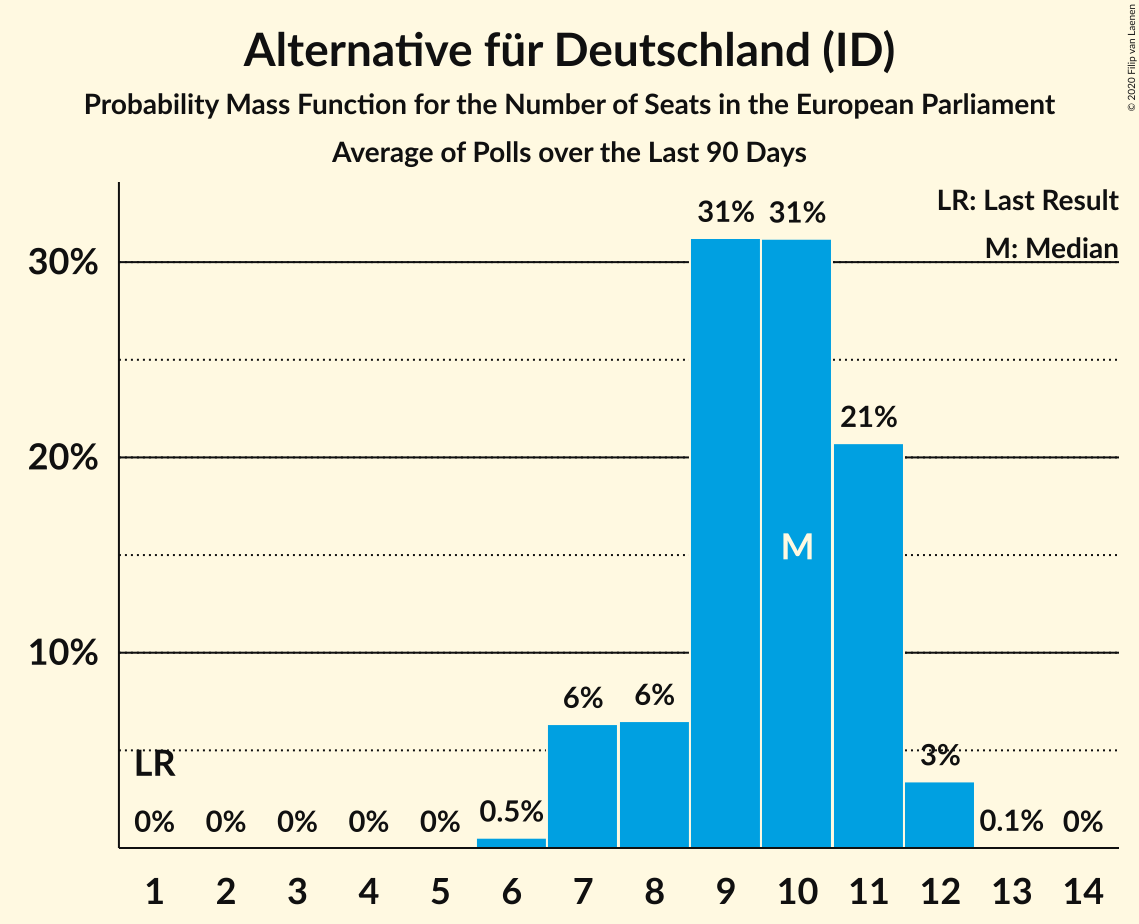 Alternative für Deutschland (ID)
Probability Mass Function for the Number of Seats in the European Parliament
Average of Polls over the Last 90 Days
© 2020 Filip van Laenen
LR: Last Result
M: Median
31% 31%
30%
21%
20%
M
10%
6% 6%
LR
3%
0% 0% 0% 0% 0% 0.5% 0.1% 0%
1 2 3 4 5 6 7 8 9 10 11 12 13 14